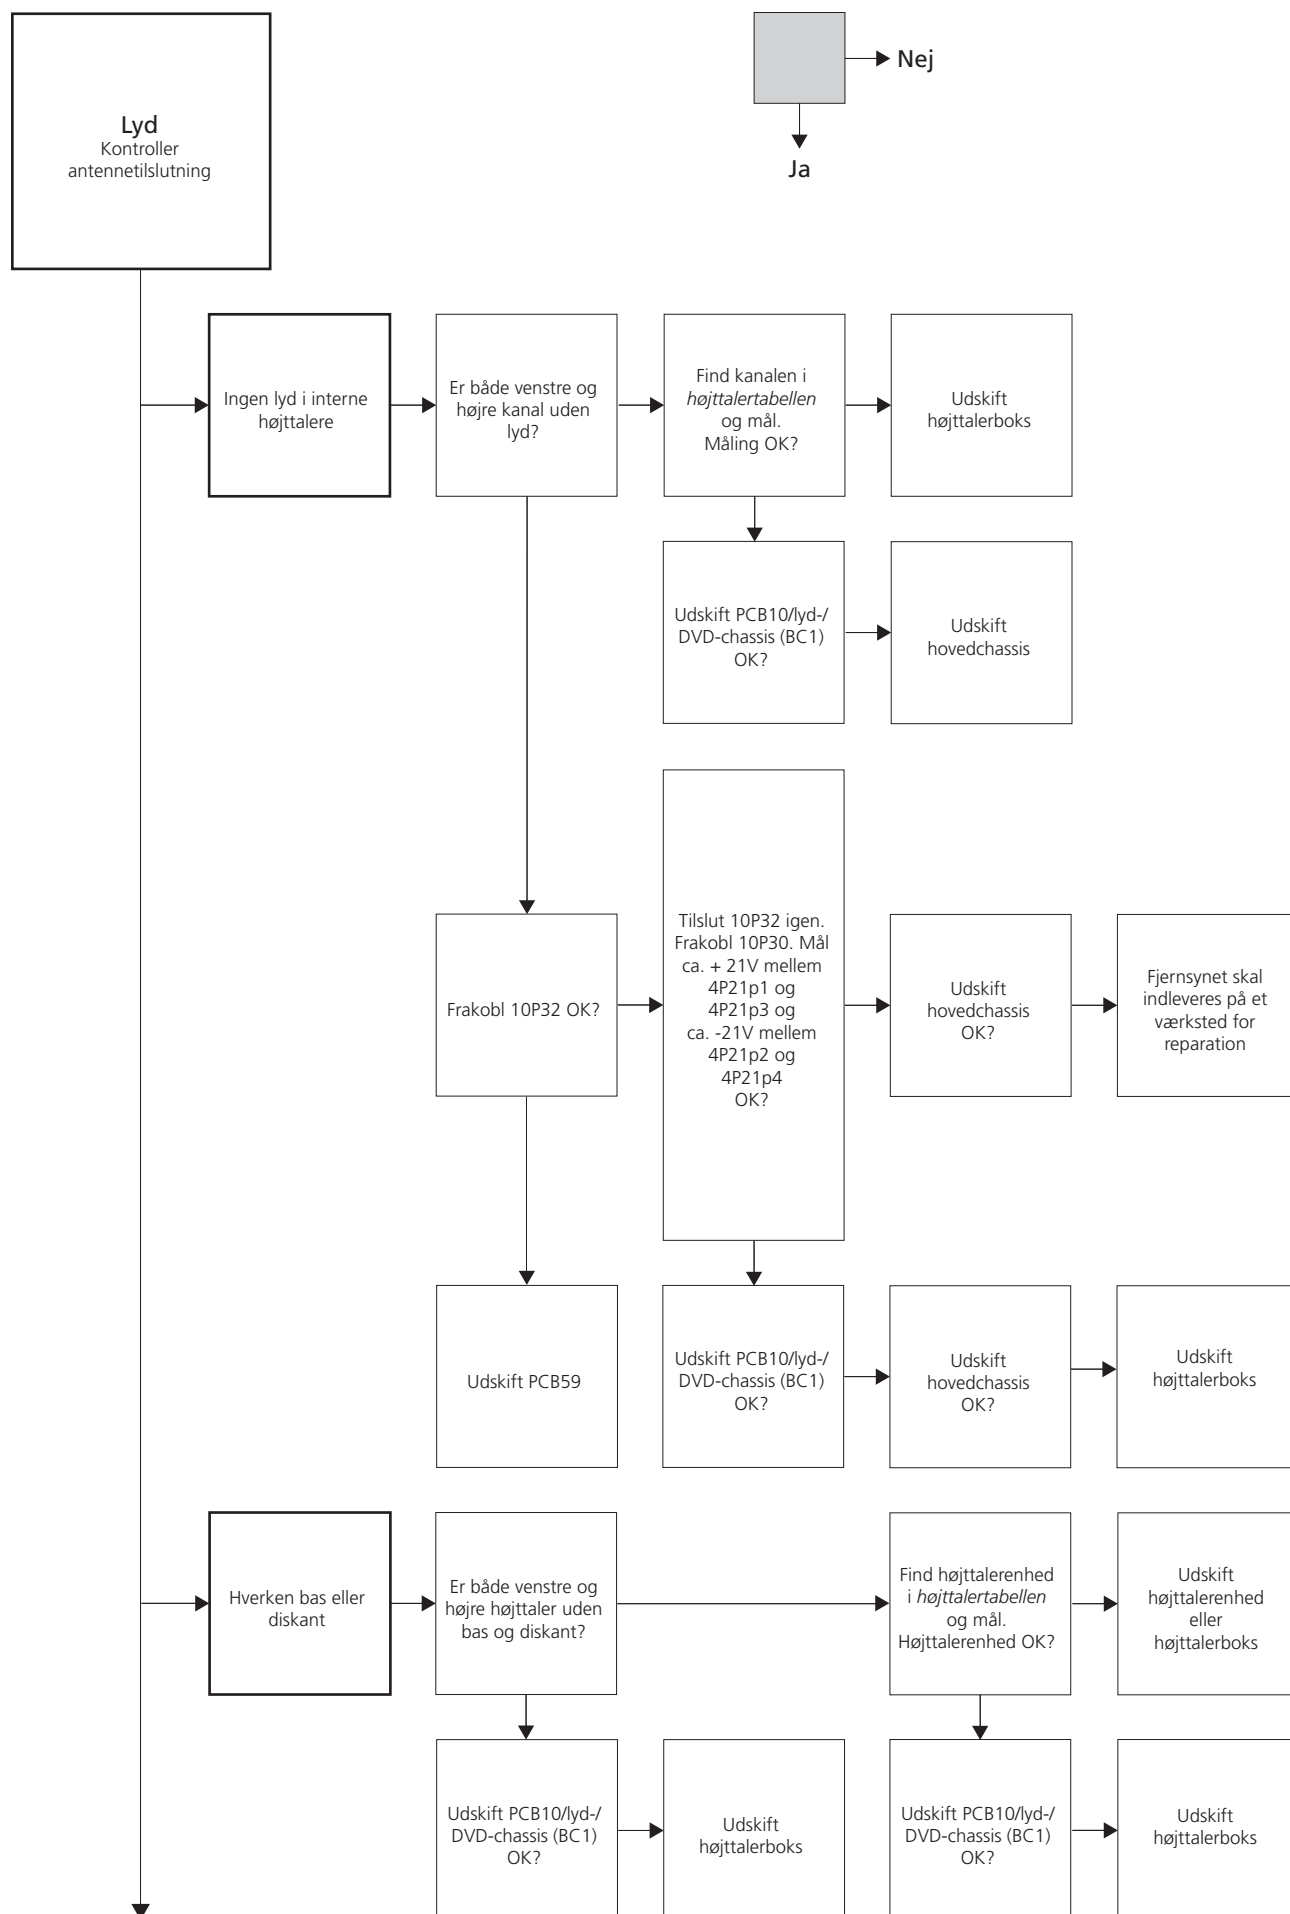 Lyd
Kontroller
antennetilslutning
Nej
Ja
Ingen lyd i interne
højttalere
Er både venstre og
højre kanal uden
lyd?
Find kanalen i
højttalertabellen
og mål.
Måling OK?
Udskift
højttalerboks
Udskift PCB10/lyd-/
DVD-chassis (BC1)
OK?
Udskift
hovedchassis
Frakobl 10P32 OK?
Tilslut 10P32 igen.
Frakobl 10P30. Mål
ca. + 21V mellem
4P21p1 og
4P21p3 og
ca. -21V mellem
4P21p2 og
4P21p4
OK?
Udskift
hovedchassis
OK?
Fjernsynet skal
indleveres på et
værksted for
reparation
Udskift PCB59
Udskift PCB10/lyd-/
DVD-chassis (BC1)
OK?
Udskift
hovedchassis
OK?
Udskift
højttalerboks
Hverken bas eller
diskant
Er både venstre og
højre højttaler uden
bas og diskant?
Find højttalerenhed
i højttalertabellen
og mål.
Højttalerenhed OK?
Udskift
højttalerenhed
eller
højttalerboks
Udskift PCB10/lyd-/
DVD-chassis (BC1)
OK?
Udskift
højttalerboks
Udskift PCB10/lyd-/
DVD-chassis (BC1)
OK?
Udskift
højttalerboks